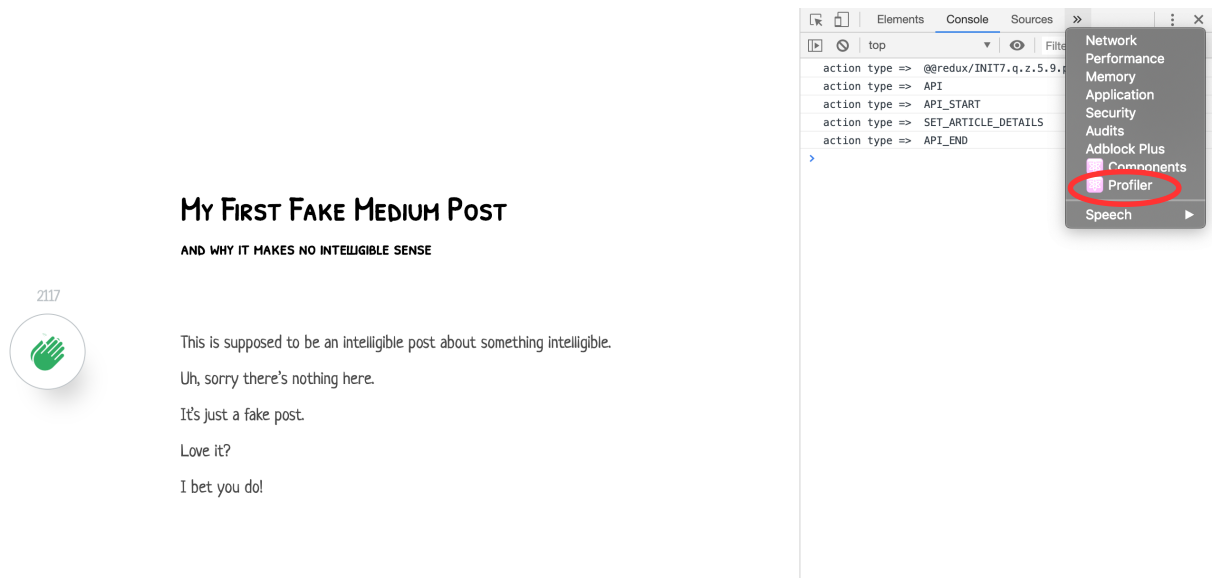 My First Fake Medium Post
and why it makes no intelligible sense
2117
This is supposed to be an intelligible post about something intelligible.
Uh, sorry there's nothing here.
It's just a fake post.
Love it?
I bet you do!
Elements Console Sources »
top
action type => @@redux/INIT7.q.z.5.9.
action type => API
action type => API_START
action type => SET_ARTICLE_DETAILS
action type => API_END
>
Network
Performance
Memory
Application
Security
Audits
Adblock Plus
Components
Profiler
Speech